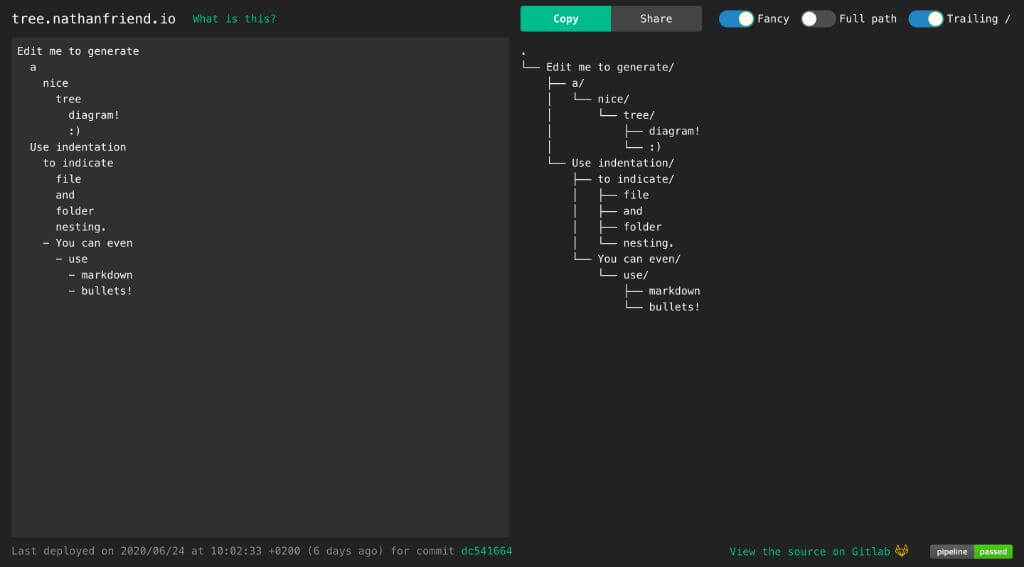 tree.nathanfriend.io What is this? Copy Share Fancy Full path Trailing /
Edit me to generate
  a
    nice
      tree
        diagram!
        :)
  Use indentation
    to indicate
      file
      and
      folder
      nesting.
    - You can even
      - use
        - markdown
        - bullets!
.
└── Edit me to generate/
    ├── a/
    │   └── nice/
    │       └── tree/
    │           ├── diagram!
    │           └── :)
    └── Use indentation/
        ├── to indicate/
        │   ├── file
        │   ├── and
        │   ├── folder
        │   └── nesting.
        └── You can even/
            └── use/
                ├── markdown
                └── bullets!
Last deployed on 2020/06/24 at 10:02:33 +0200 (6 days ago) for commit dc541664
View the source on Gitlab pipeline passed